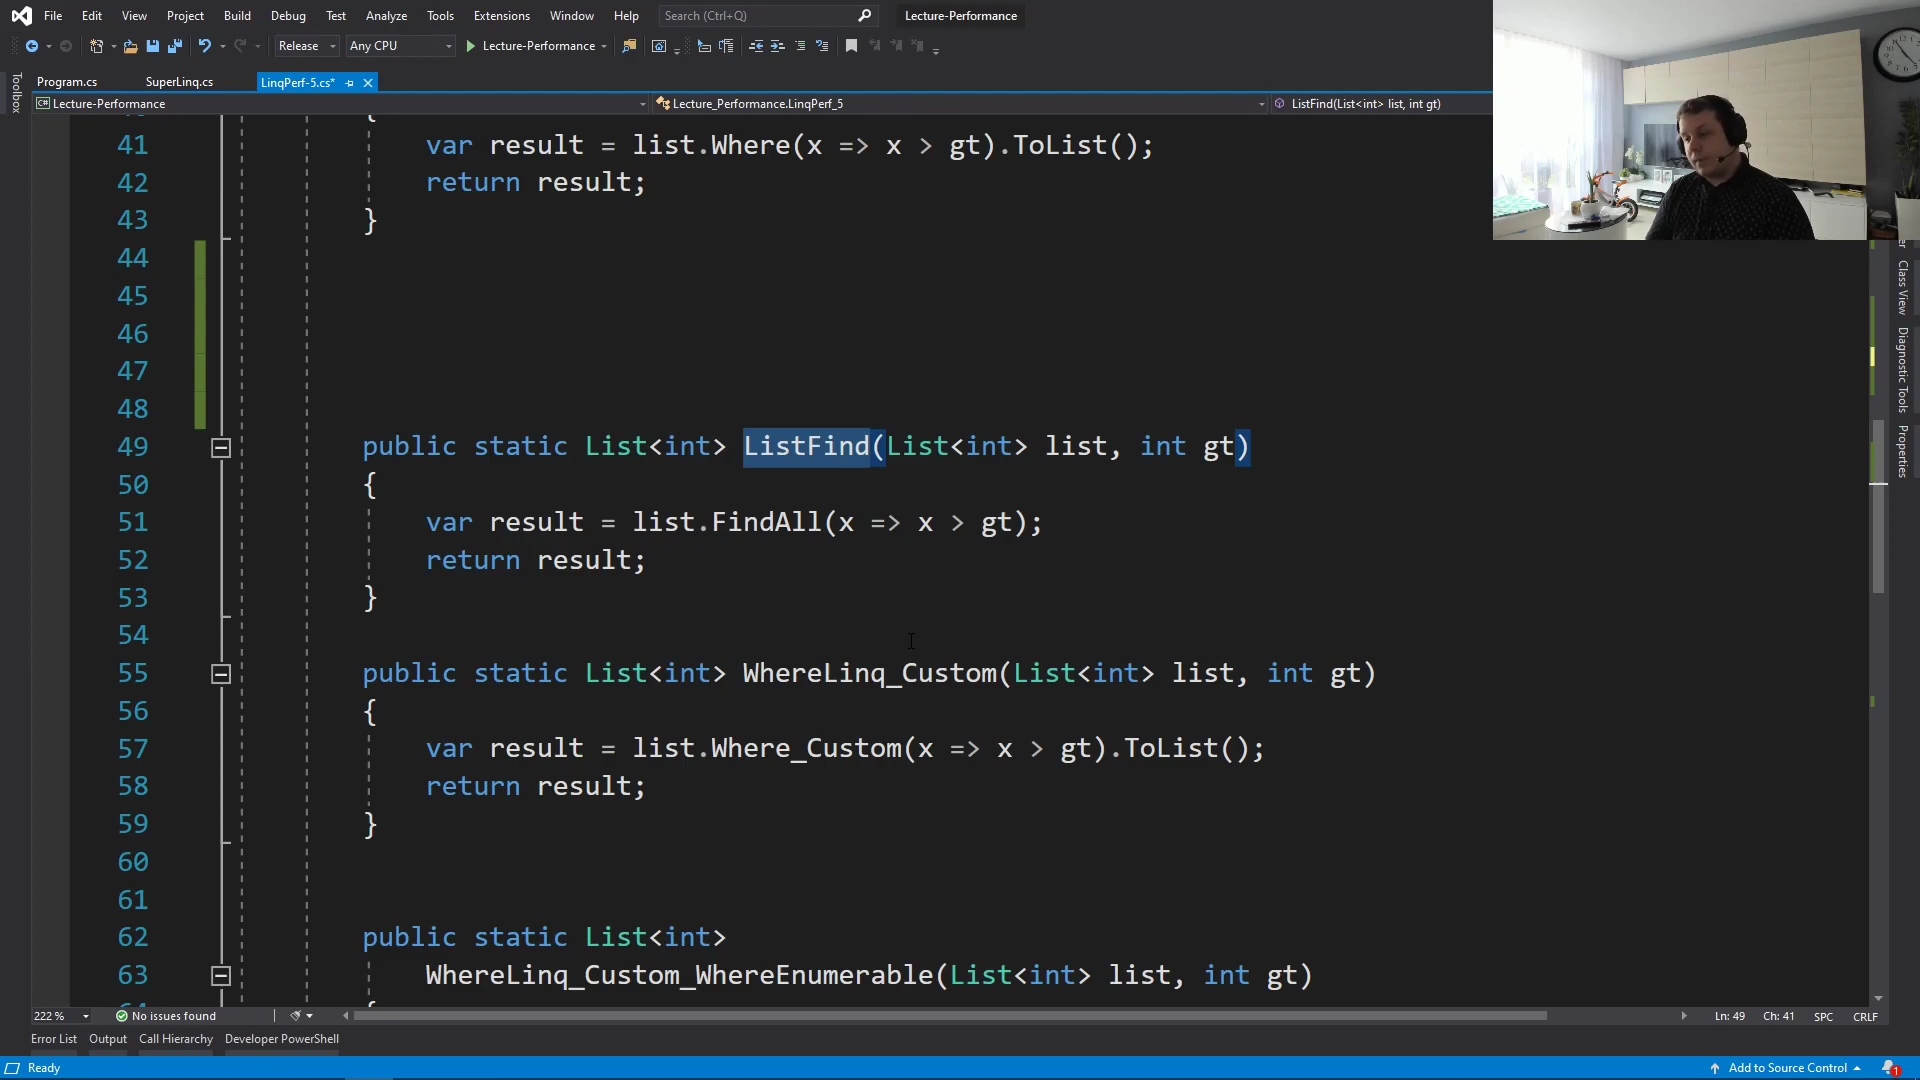 File Edit View Project Build Debug Test Analyze Tools Extensions Window Help Search (Ctrl+Q) Lecture-Performance
Release Any CPU Lecture-Performance
Toolbox
Program.cs SuperLinq.cs LinqPerf-5.cs*
Lecture-Performance Lecture_Performance.LinqPerf_5 ListFind(List<int> list, int gt)
{
41 var result = list.Where(x => x > gt).ToList();
42 return result;
43 }
44
45
46
47
48
49 public static List<int> ListFind(List<int> list, int gt)
50 {
51 var result = list.FindAll(x => x > gt);
52 return result;
53 }
54
55 public static List<int> WhereLinq_Custom(List<int> list, int gt)
56 {
57 var result = list.Where_Custom(x => x > gt).ToList();
58 return result;
59 }
60
61
62 public static List<int>
63 WhereLinq_Custom_WhereEnumerable(List<int> list, int gt)
Class View
Diagnostic Tools
Properties
222 % No issues found Ln: 49 Ch: 41 SPC CRLF
Error List Output Call Hierarchy Developer PowerShell
Ready Add to Source Control 1